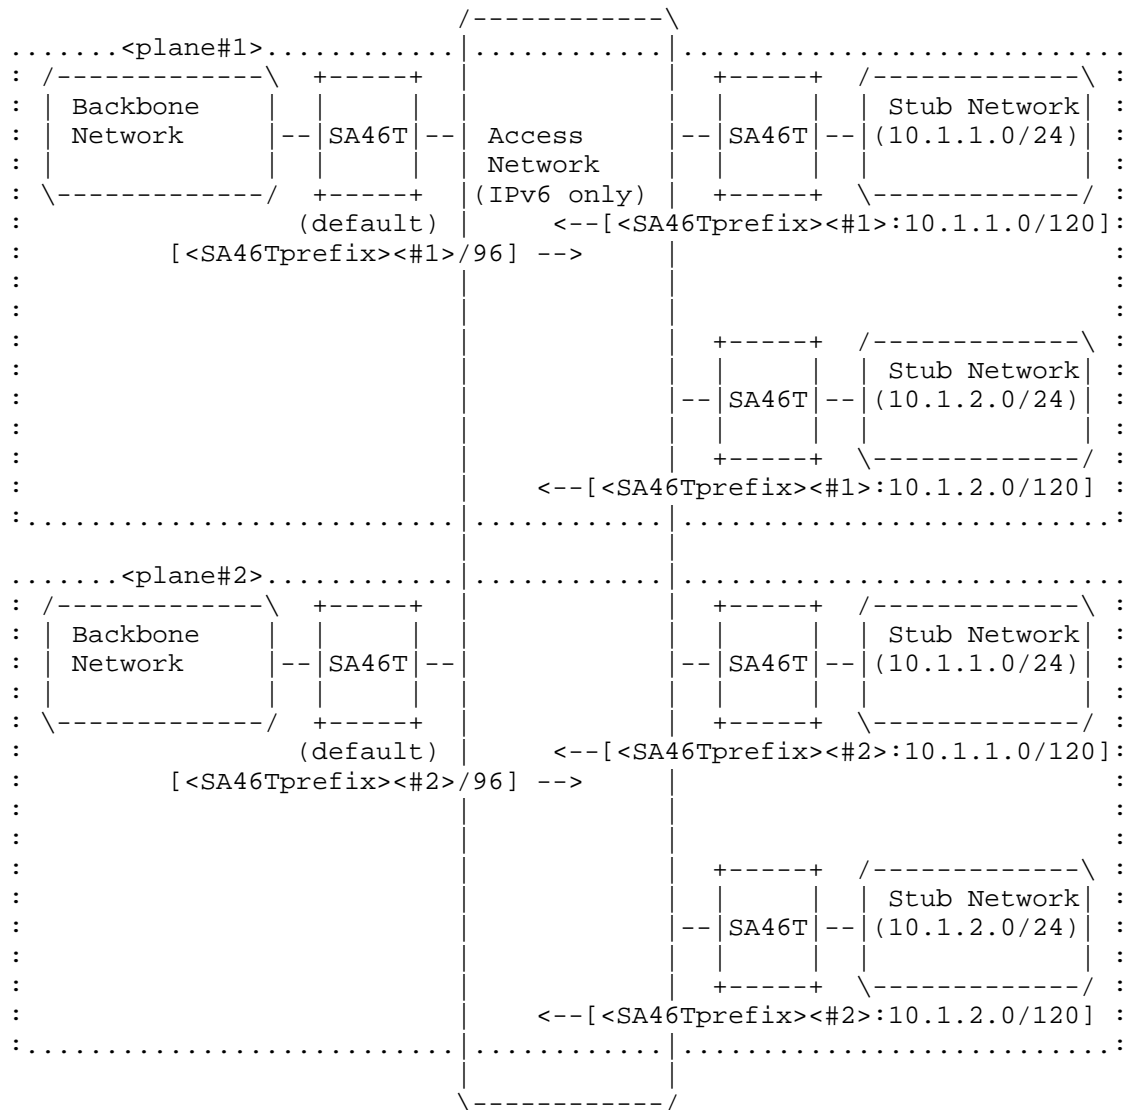 <plane#1>
Backbone Stub Network
Network SA46T Access SA46T (10.1.1.0/24)
Network
(IPv6 only)
(default) <--[<SA46Tprefix><#1>:10.1.1.0/120]
[<SA46Tprefix><#1>/96] -->
Stub Network
SA46T (10.1.2.0/24)
<--[<SA46Tprefix><#1>:10.1.2.0/120]
<plane#2>
Backbone Stub Network
Network SA46T SA46T (10.1.1.0/24)
(default) <--[<SA46Tprefix><#2>:10.1.1.0/120]
[<SA46Tprefix><#2>/96] -->
Stub Network
SA46T (10.1.2.0/24)
<--[<SA46Tprefix><#2>:10.1.2.0/120]